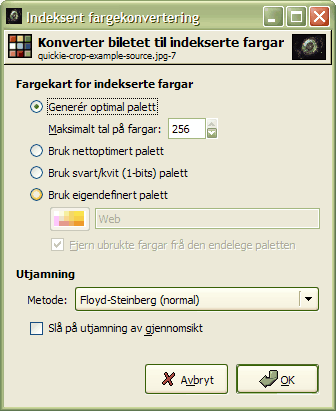 Indeksert fargekonvertering
Konverter biletet til indekserte fargar
quickie-crop-example-source.jpg-7
Fargekart for indekserte fargar
Generér optimal palett
Maksimalt tal på fargar: 256
Bruk nettoptimert palett
Bruk svart/kvit (1-bits) palett
Bruk eigendefinert palett
Web
Fjern ubrukte fargar frå den endelege paletten
Utjamning
Metode: Floyd-Steinberg (normal)
Slå på utjamning av gjennomsikt
Avbryt OK